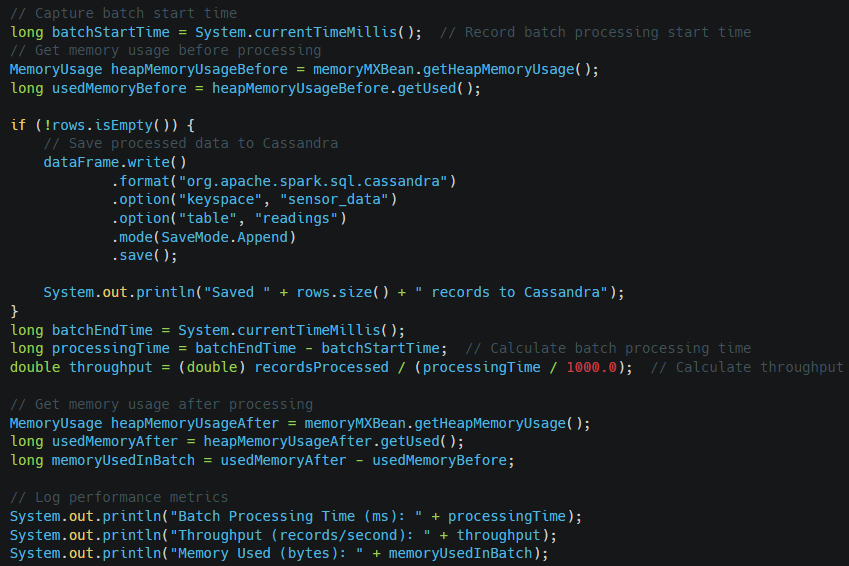 // Capture batch start time
long batchStartTime = System.currentTimeMillis();  // Record batch processing start time
// Get memory usage before processing
MemoryUsage heapMemoryUsageBefore = memoryMXBean.getHeapMemoryUsage();
long usedMemoryBefore = heapMemoryUsageBefore.getUsed();

if (!rows.isEmpty()) {
    // Save processed data to Cassandra
    dataFrame.write()
            .format("org.apache.spark.sql.cassandra")
            .option("keyspace", "sensor_data")
            .option("table", "readings")
            .mode(SaveMode.Append)
            .save();

    System.out.println("Saved " + rows.size() + " records to Cassandra");
}
long batchEndTime = System.currentTimeMillis();
long processingTime = batchEndTime - batchStartTime;  // Calculate batch processing time
double throughput = (double) recordsProcessed / (processingTime / 1000.0);  // Calculate throughput

// Get memory usage after processing
MemoryUsage heapMemoryUsageAfter = memoryMXBean.getHeapMemoryUsage();
long usedMemoryAfter = heapMemoryUsageAfter.getUsed();
long memoryUsedInBatch = usedMemoryAfter - usedMemoryBefore;

// Log performance metrics
System.out.println("Batch Processing Time (ms): " + processingTime);
System.out.println("Throughput (records/second): " + throughput);
System.out.println("Memory Used (bytes): " + memoryUsedInBatch);